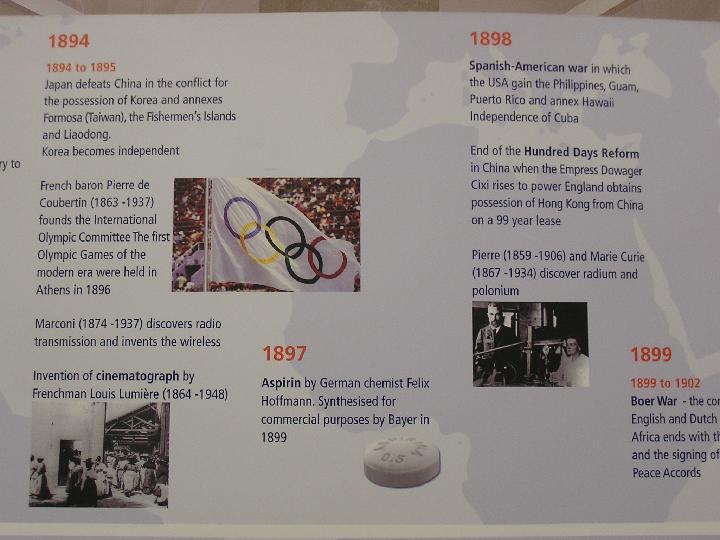 ry to
1894
1894 to 1895
Japan defeats China in the conflict for
the possession of Korea and annexes
Formosa (Taiwan), the Fishermen's Islands
and Liaodong.
Korea becomes independent
French baron Pierre de
Coubertin (1863 -1937)
founds the International
Olympic Committee The first
Olympic Games of the
modern era were held in
Athens in 1896
Marconi (1874 -1937) discovers radio
transmission and invents the wireless
Invention of cinematograph by
Frenchman Louis Lumière (1864 -1948)
1897
Aspirin by German chemist Felix
Hoffmann. Synthesised for
commercial purposes by Bayer in
1899
0.5
1898
Spanish-American war in which
the USA gain the Philippines, Guam,
Puerto Rico and annex Hawaii
Independence of Cuba
End of the Hundred Days Reform
in China when the Empress Dowager
Cixi rises to power England obtains
possession of Hong Kong from China
on a 99 year lease
Pierre (1859 -1906) and Marie Curie
(1867 -1934) discover radium and
polonium
1899
1899 to 1902
Boer War - the co
English and Dutch
Africa ends with th
and the signing of
Peace Accords